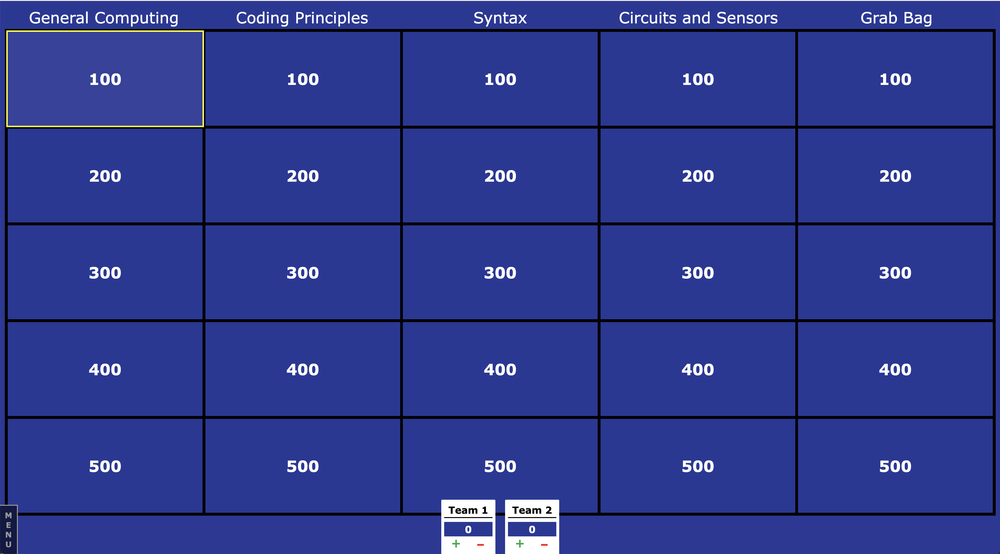 General Computing Coding Principles Syntax Circuits and Sensors Grab Bag
100 100 100 100 100
200 200 200 200 200
300 300 300 300 300
400 400 400 400 400
500 500 500 500 500
Team 1 Team 2
0 0
+ - + -
M
E
N
U